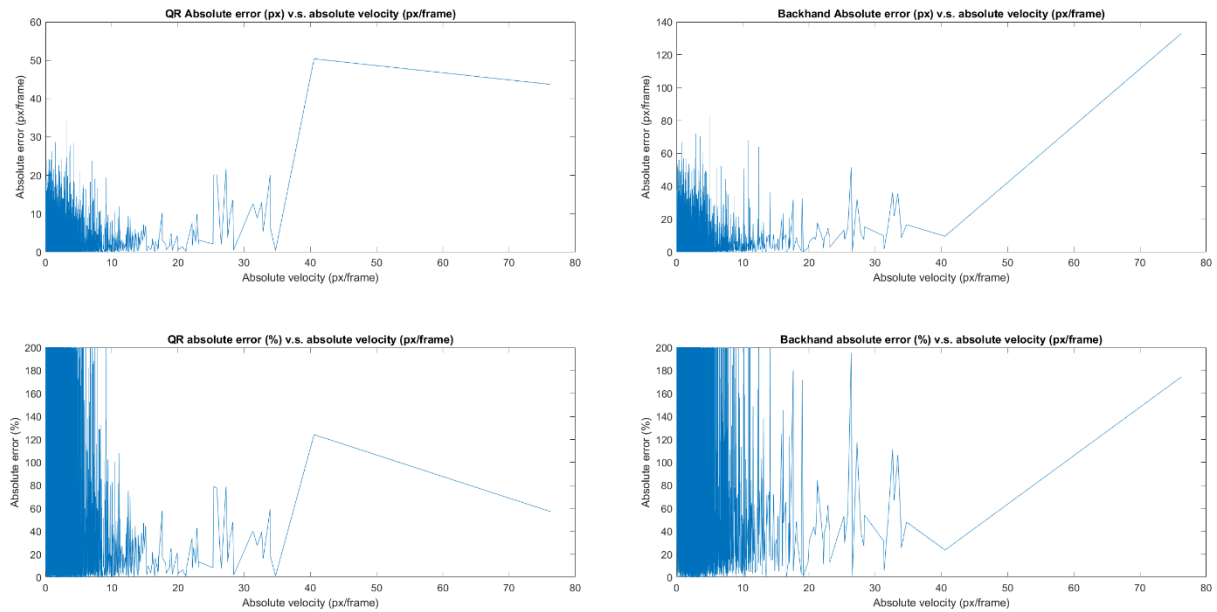 QR Absolute error (px) v.s. absolute velocity (px/frame)
60
50
40
30
20
10
0
Absolute error (px/frame)
0 10 20 30 40 50 60 70 80
Absolute velocity (px/frame)
Backhand Absolute error (px) v.s. absolute velocity (px/frame)
140
120
100
80
60
40
20
0
Absolute error (px/frame)
0 10 20 30 40 50 60 70 80
Absolute velocity (px/frame)
QR absolute error (%) v.s. absolute velocity (px/frame)
200
180
160
140
120
100
80
60
40
20
0
Absolute error (%)
0 10 20 30 40 50 60 70 80
Absolute velocity (px/frame)
Backhand absolute error (%) v.s. absolute velocity (px/frame)
200
180
160
140
120
100
80
60
40
20
0
Absolute error (%)
0 10 20 30 40 50 60 70 80
Absolute velocity (px/frame)